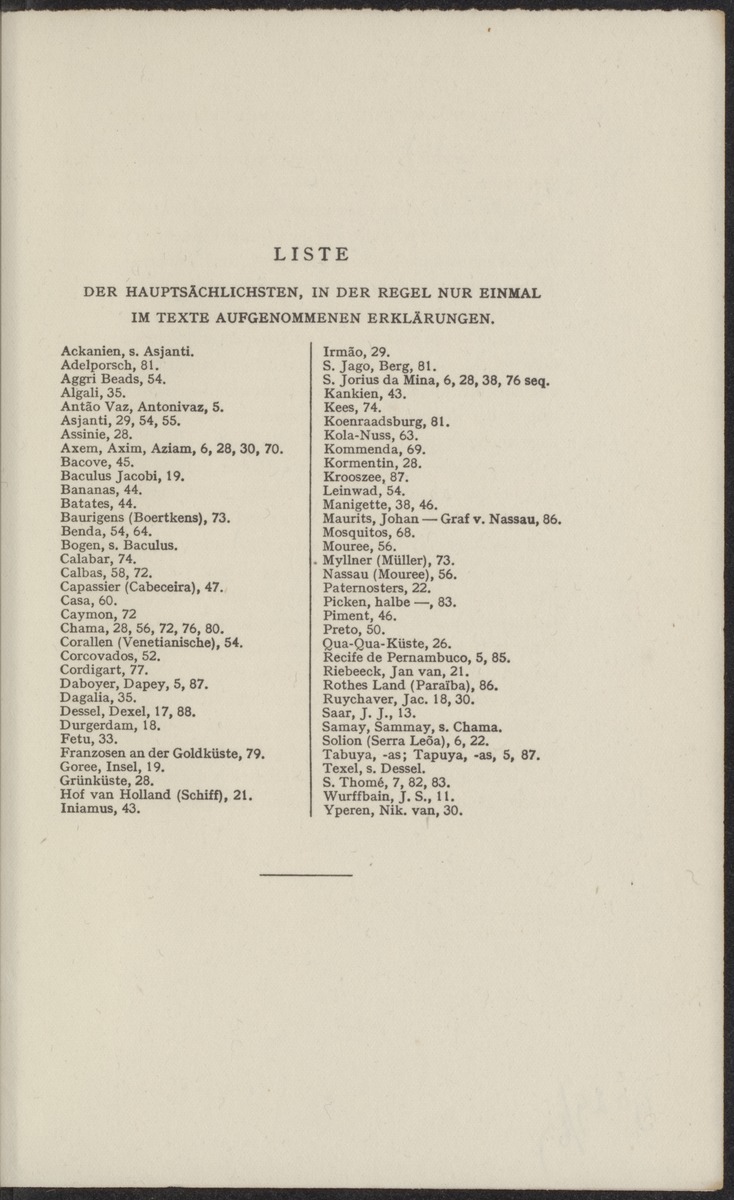 LISTE
DER HAUPTSÄCHLICHSTEN, IN DER REGEL NUR EINMAL
IM TEXTE AUFGENOMMENEN ERKLÄRUNGEN.
Ackanien, s. Asjanti.
Adelporsch, 81.
Aggri Beads, 54.
Algali, 35.
Antão Vaz, Antonivaz, 5.
Asjanti, 29, 54, 55.
Assinie, 28.
Axem, Axim, Aziam, 6, 28, 30, 70.
Bacove, 45.
Baculus Jacobi, 19.
Bananas, 44.
Batates, 44.
Baurigens (Boertkens), 73.
Benda, 54, 64.
Bogen, s. Baculus.
Calabar, 74.
Calbas, 58, 72.
Capassier (Cabeceira), 47.
Casa, 60.
Caymon, 72
Chama, 28, 56, 72, 76, 80.
Corallen (Venetianische), 54.
Corcovados, 52.
Cordigart, 77.
Daboyer, Dapey, 5, 87.
Dagalia, 35.
Dessel, Dexel, 17, 88.
Durgerdam, 18.
Fetu, 33.
Franzosen an der Goldküste, 79.
Goree, Insel, 19.
Grünküste, 28.
Hof van Holland (Schiff), 21.
Iniamus, 43.
Irmão, 29.
S. Jago, Berg, 81.
S. Jorius da Mina, 6, 28, 38, 76 seq.
Kankien, 43.
Kees, 74.
Koenraadsburg, 81.
Kola-Nuss, 63.
Kommenda, 69.
Kormentin, 28.
Krooszee, 87.
Leinwad, 54.
Manigette, 38, 46.
Maurits, Johan — Graf v. Nassau, 86.
Mosquitos, 68.
Mouree, 56.
Myllner (Müller), 73.
Nassau (Mouree), 56.
Paternosters, 22.
Picken, halbe —, 83.
Piment, 46.
Preto, 50.
Qua-Qua-Küste, 26.
Recife de Pernambuco, 5, 85.
Riebeeck, Jan van, 21.
Rothes Land (Paraïba), 86.
Ruychaver, Jac. 18, 30.
Saar, J. J., 13.
Samay, Sammay, s. Chama.
Solion (Serra Leõa), 6, 22.
Tabuya, -as; Tapuya, -as, 5, 87.
Texel, s. Dessel.
S. Thomé, 7, 82, 83.
Wurffbain, J. S., 11.
Yperen, Nik. van, 30.